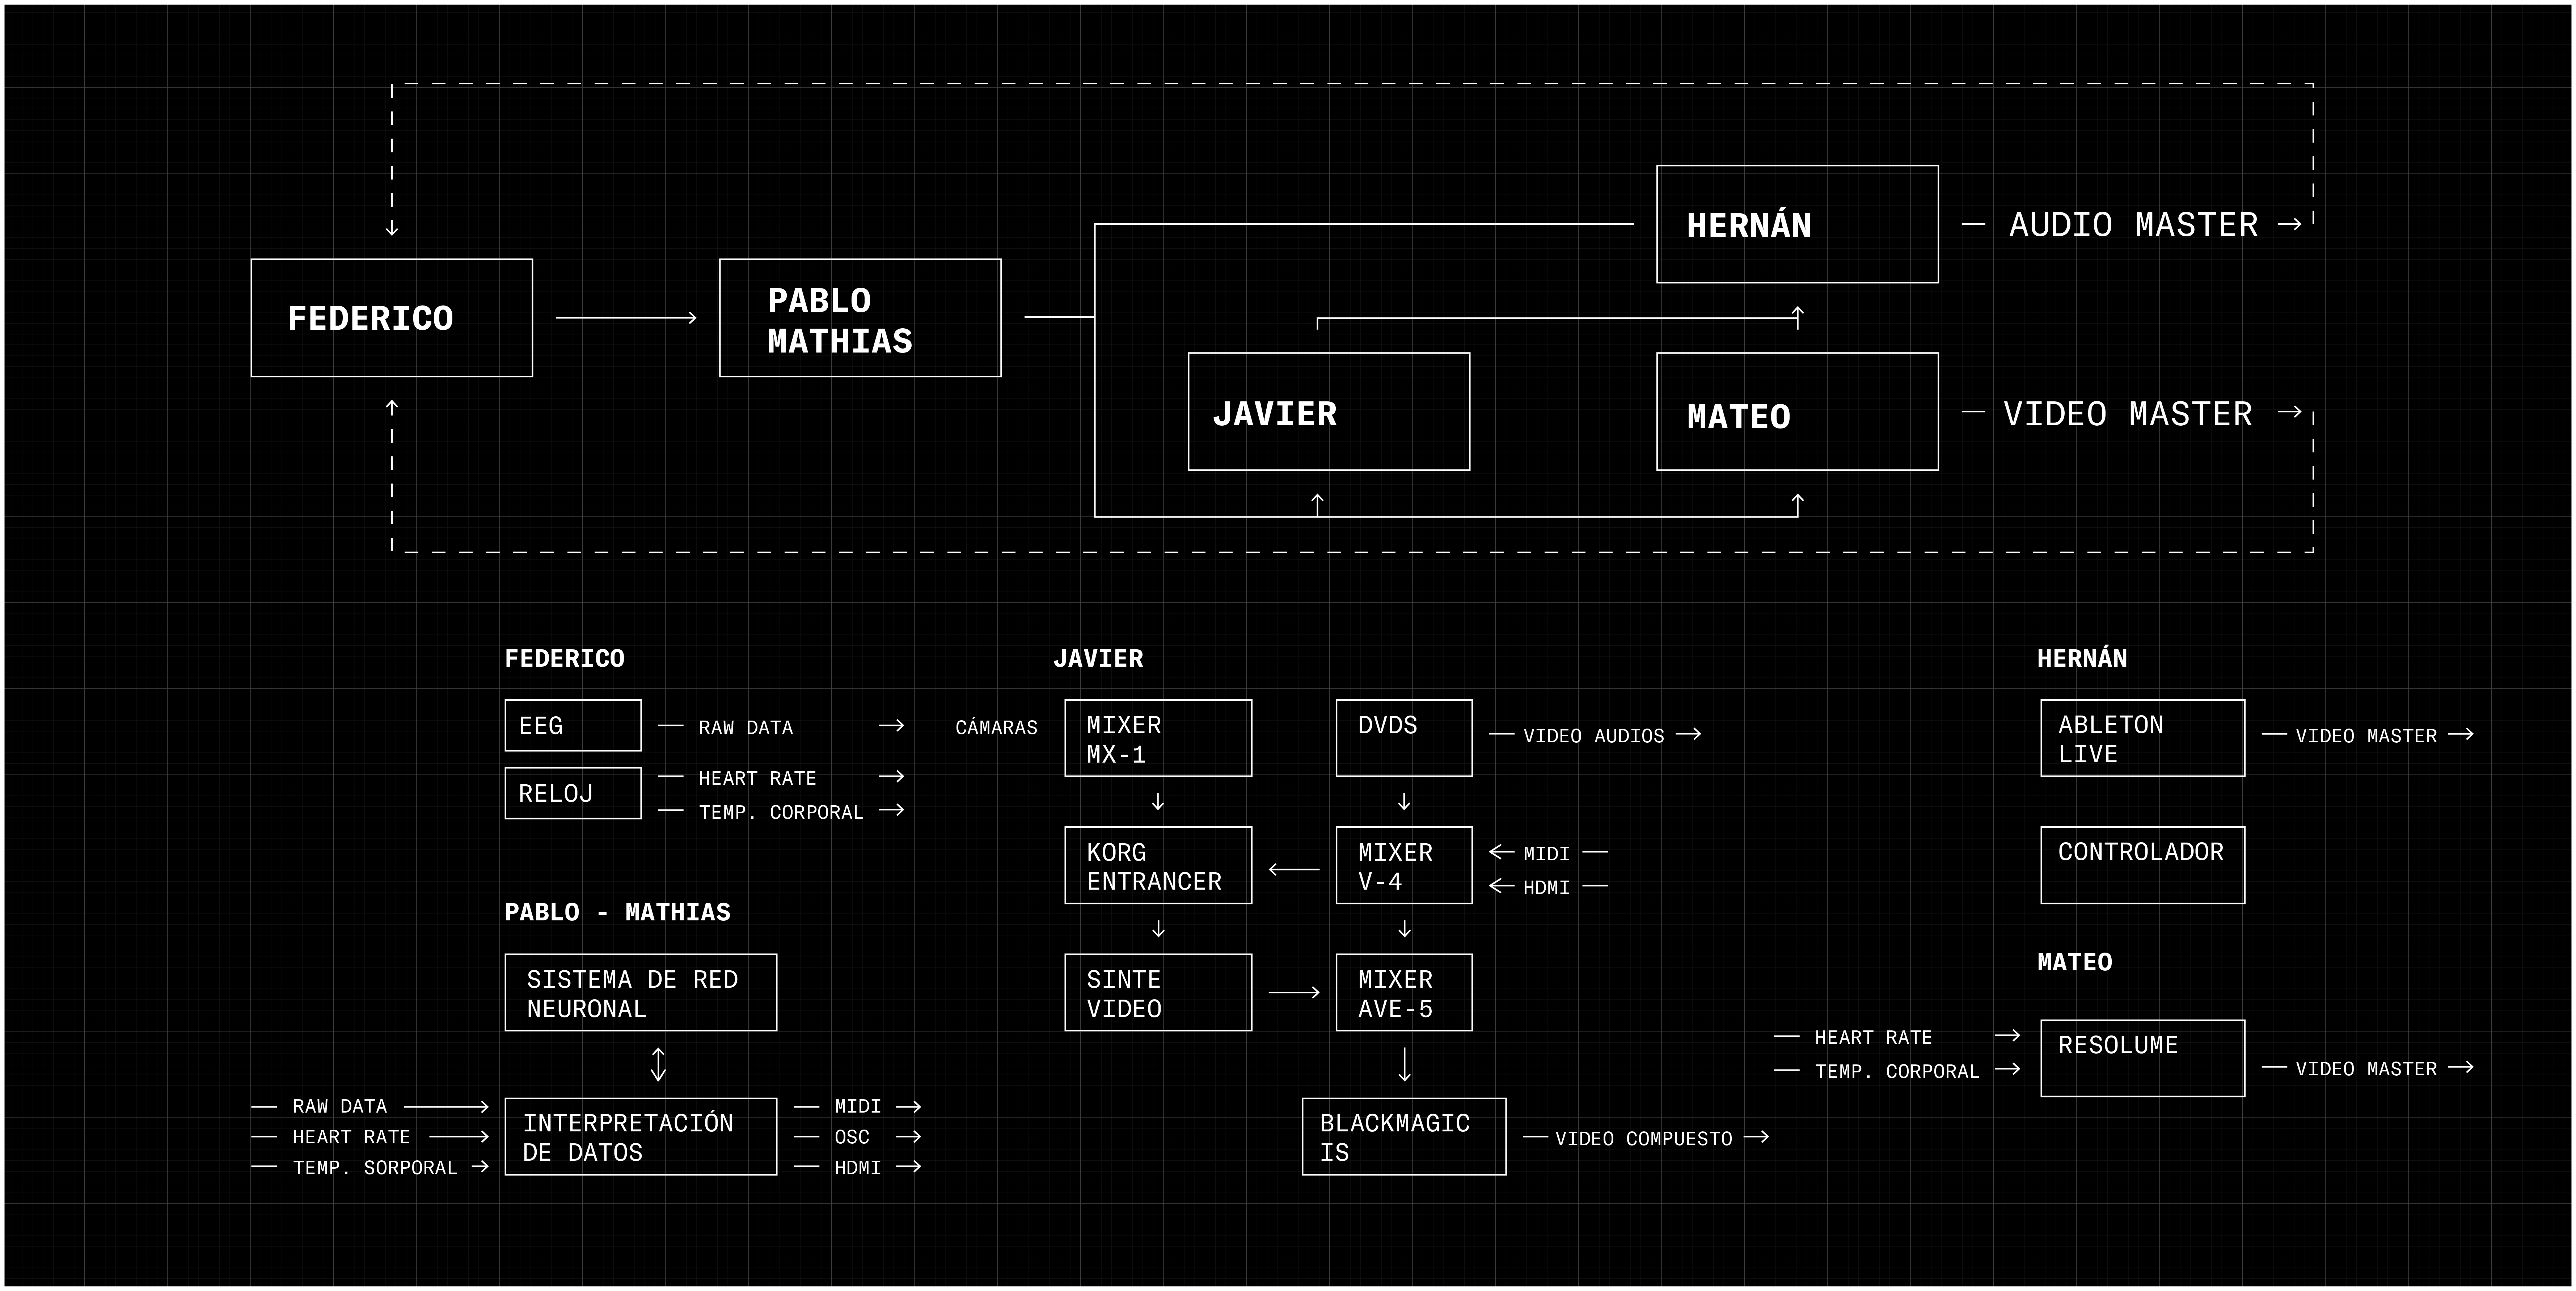 HERNÁN
AUDIO MASTER
FEDERICO
PABLO
MATHIAS
JAVIER
MATEO
VIDEO MASTER
FEDERICO
EEG
RAW DATA
RELOJ
HEART RATE
TEMP. CORPORAL
PABLO - MATHIAS
SISTEMA DE RED
NEURONAL
RAW DATA
HEART RATE
TEMP. SORPORAL
INTERPRETACIÓN
DE DATOS
MIDI
OSC
HDMI
JAVIER
CÁMARAS
MIXER
MX-1
DVDS
VIDEO AUDIOS
KORG
ENTRANCER
MIXER
V-4
MIDI
HDMI
SINTE
VIDEO
MIXER
AVE-5
BLACKMAGIC
IS
VIDEO COMPUESTO
HERNÁN
ABLETON
LIVE
VIDEO MASTER
CONTROLADOR
MATEO
HEART RATE
TEMP. CORPORAL
RESOLUME
VIDEO MASTER